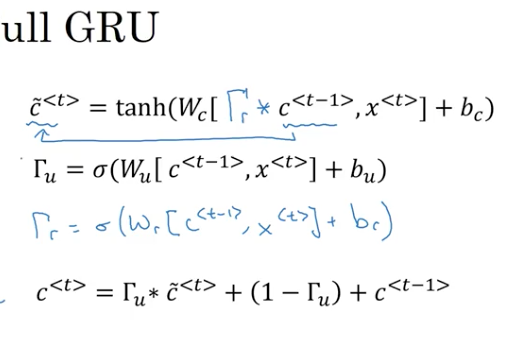 ull GRU
c̃^<t> = tanh(W_c[ Γ_r * c^<t-1>, x^<t>] + b_c)
Γ_u = σ(W_u[ c^<t-1>, x^<t>] + b_u)
Γ_r = σ(W_r[ c^<t-1>, x^<t>] + b_r)
c^<t> = Γ_u * c̃^<t> + (1 − Γ_u) + c^<t-1>